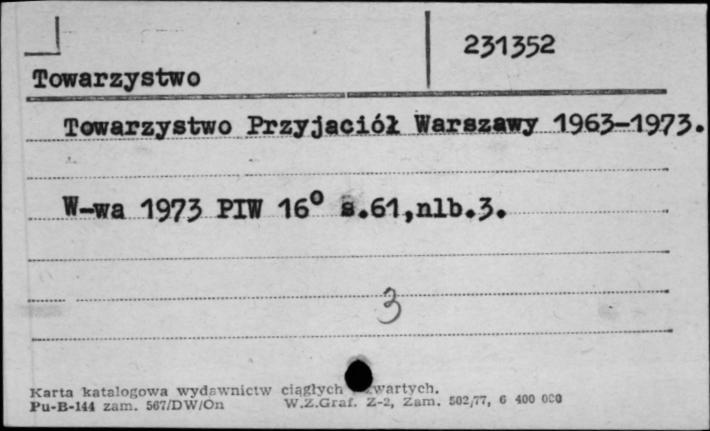 231352
Towarzystwo
Towarzystwo Przyjaciół Warszawy 1963-1973.
W-wa 1973 PIW 16° s.61,nlb.3.
3
Karta katalogowa wydawnictw ciągłych zwartych.
Pu-B-144 zam. 567/DW/On W.Z.Graf. Z-2, Zam. 502/77, 6 400 000